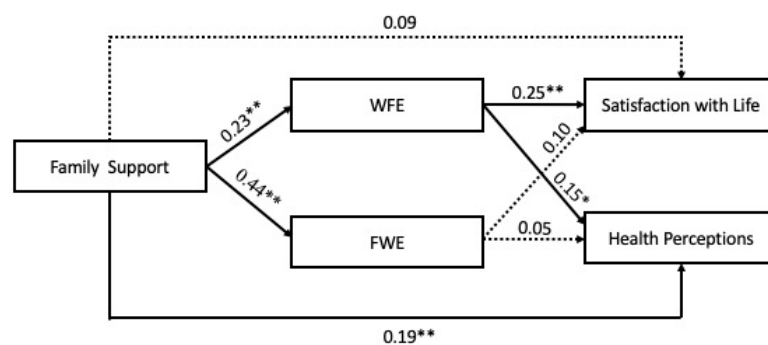 0.09
WFE
0.25**
Satisfaction with Life
0.23**
0.10
Family Support
0.44**
0.15*
FWE
0.05
Health Perceptions
0.19**